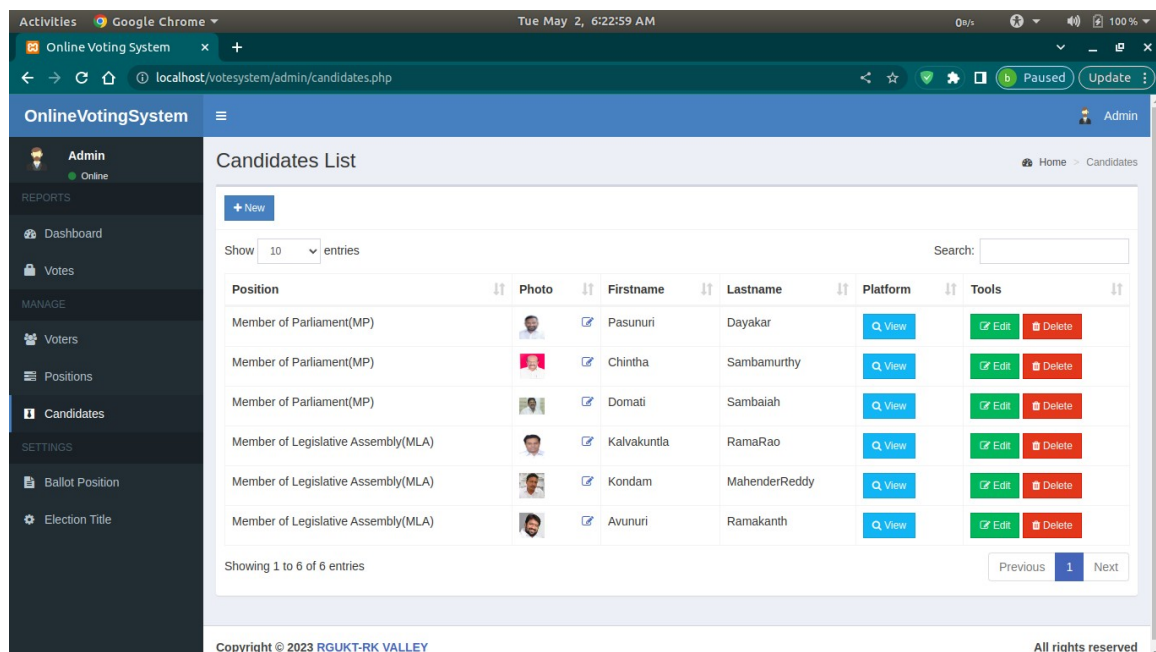 Activities Google Chrome Tue May 2, 6:22:59 AM 0B/s 100 %
Online Voting System × +
localhost/votesystem/admin/candidates.php b Paused Update
OnlineVotingSystem Admin
Admin
Online
Candidates List Home > Candidates
REPORTS
+ New
Dashboard
Show 10 entries Search:
Votes
Position Photo Firstname Lastname Platform Tools
MANAGE
Member of Parliament(MP) Pasunuri Dayakar View Edit Delete
Voters
Member of Parliament(MP) Chintha Sambamurthy View Edit Delete
Positions
Member of Parliament(MP) Domati Sambaiah View Edit Delete
Candidates
Member of Legislative Assembly(MLA) Kalvakuntla RamaRao View Edit Delete
SETTINGS
Member of Legislative Assembly(MLA) Kondam MahenderReddy View Edit Delete
Ballot Position
Member of Legislative Assembly(MLA) Avunuri Ramakanth View Edit Delete
Election Title
Showing 1 to 6 of 6 entries Previous 1 Next
Copyright © 2023 RGUKT-RK VALLEY All rights reserved